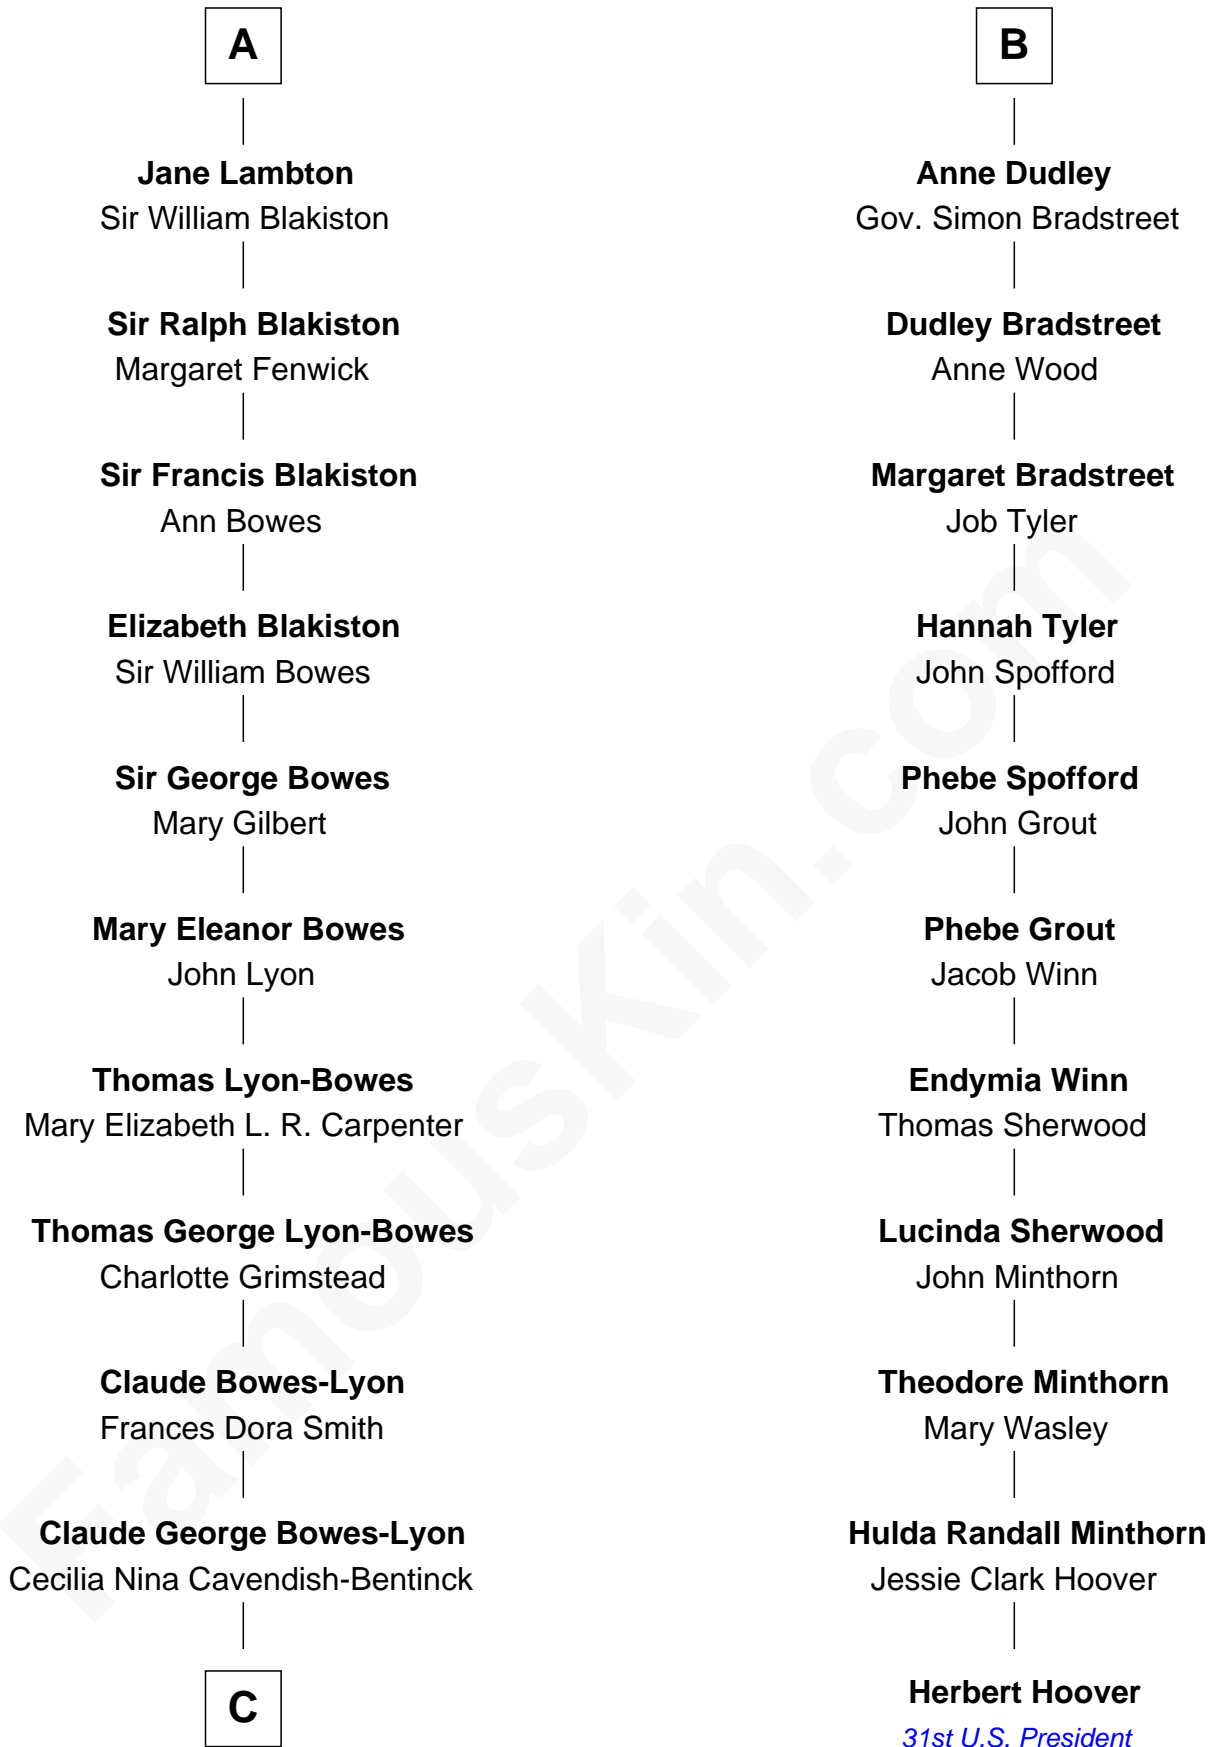 A
Jane Lambton
Sir William Blakiston
Sir Ralph Blakiston
Margaret Fenwick
Sir Francis Blakiston
Ann Bowes
Elizabeth Blakiston
Sir William Bowes
Sir George Bowes
Mary Gilbert
Mary Eleanor Bowes
John Lyon
Thomas Lyon-Bowes
Mary Elizabeth L. R. Carpenter
Thomas George Lyon-Bowes
Charlotte Grimstead
Claude Bowes-Lyon
Frances Dora Smith
Claude George Bowes-Lyon
Cecilia Nina Cavendish-Bentinck
C
B
Anne Dudley
Gov. Simon Bradstreet
Dudley Bradstreet
Anne Wood
Margaret Bradstreet
Job Tyler
Hannah Tyler
John Spofford
Phebe Spofford
John Grout
Phebe Grout
Jacob Winn
Endymia Winn
Thomas Sherwood
Lucinda Sherwood
John Minthorn
Theodore Minthorn
Mary Wasley
Hulda Randall Minthorn
Jessie Clark Hoover
Herbert Hoover
31st U.S. President
FamousKin.com